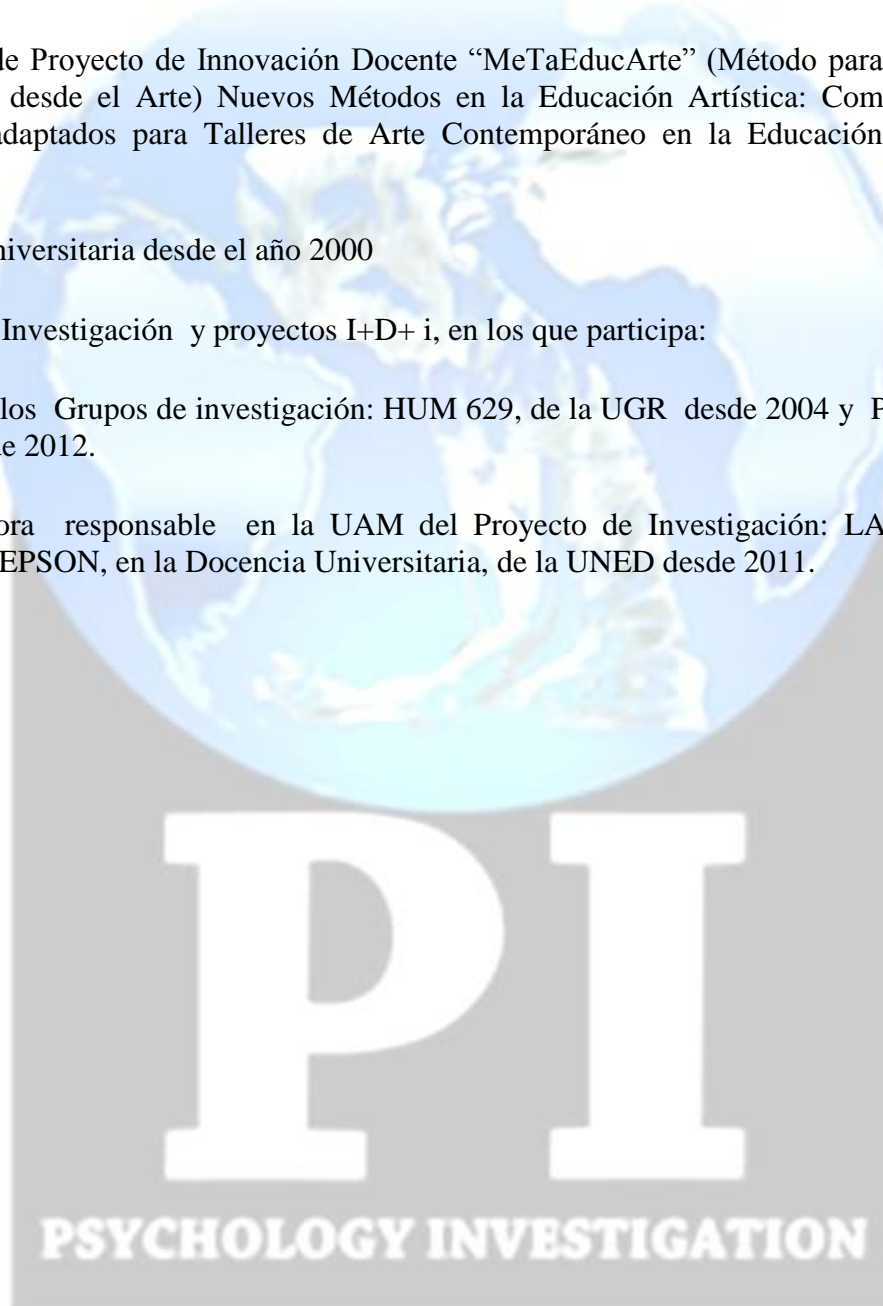 de Proyecto de Innovación Docente “MeTaEducArte” (Método para
desde el Arte) Nuevos Métodos en la Educación Artística: Com
adaptados para Talleres de Arte Contemporáneo en la Educación
niversitaria desde el año 2000
Investigación y proyectos I+D+ i, en los que participa:
los Grupos de investigación: HUM 629, de la UGR desde 2004 y P
de 2012.
ora responsable en la UAM del Proyecto de Investigación: LA
EPSON, en la Docencia Universitaria, de la UNED desde 2011.
PI
PSYCHOLOGY INVESTIGATION